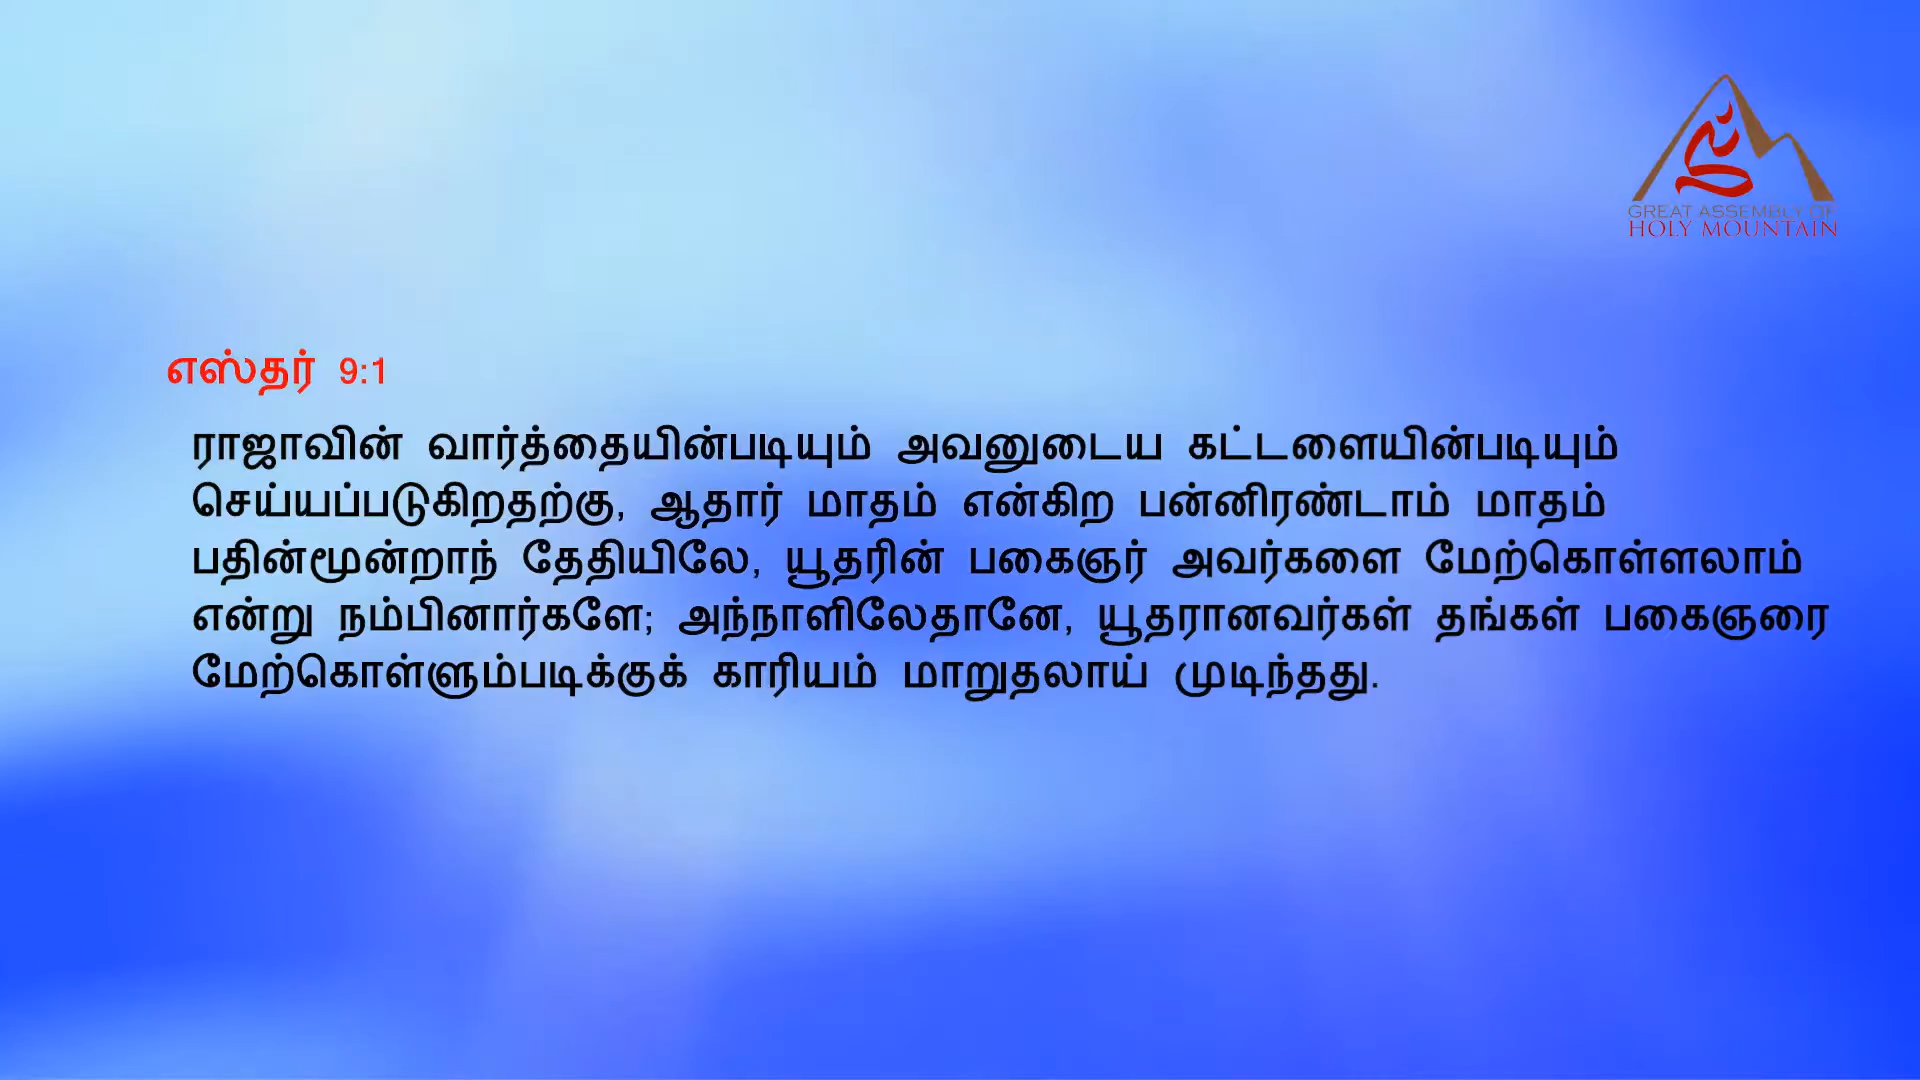 GREAT ASSEMBLY OF
HOLY MOUNTAIN
எஸ்தர் 9:1
ராஜாவின் வார்த்தையின்படியும் அவனுடைய கட்டளையின்படியும்
செய்யப்படுகிறதற்கு, ஆதார் மாதம் என்கிற பன்னிரண்டாம் மாதம்
பதின்மூன்றாந் தேதியிலே, யூதரின் பகைஞர் அவர்களை மேற்கொள்ளலாம்
என்று நம்பினார்களே; அந்நாளிலேதானே, யூதரானவர்கள் தங்கள் பகைஞரை
மேற்கொள்ளும்படிக்குக் காரியம் மாறுதலாய் முடிந்தது.